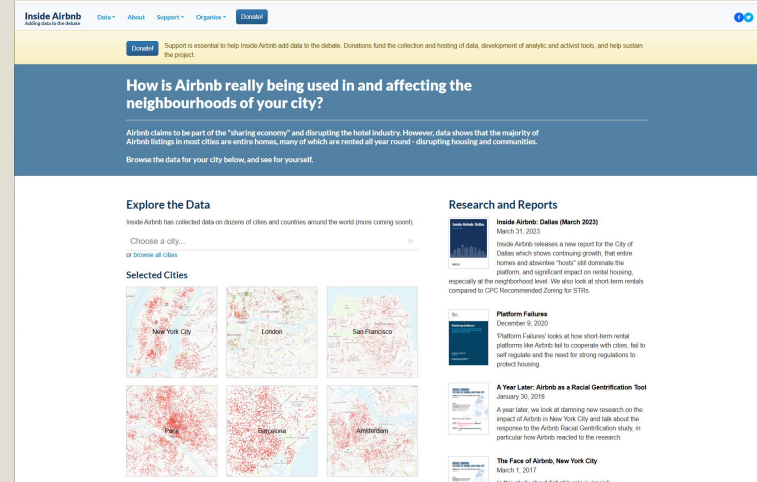 Inside Airbnb
Adding data to the debate
Data
About
Support
Organise
Donate!
Donate!
Support is essential to help Inside Airbnb add data to the debate. Donations fund the collection and hosting of data, development of analytic and activist tools, and help sustain
the project.
How is Airbnb really being used in and affecting the
neighbourhoods of your city?
Airbnb claims to be part of the "sharing economy" and disrupting the hotel industry. However, data shows that the majority of
Airbnb listings in most cities are entire homes, many of which are rented all year round - disrupting housing and communities.
Browse the data for your city below, and see for yourself.
Explore the Data
Inside Airbnb has collected data on dozens of cities and countries around the world (more coming soon!).
Choose a city...
or browse all cities
Selected Cities
New York City
London
San Francisco
Paris
Barcelona
Amsterdam
Research and Reports
Inside Airbnb: Dallas
Inside Airbnb: Dallas (March 2023)
March 31, 2023
Inside Airbnb releases a new report for the City of
Dallas which shows continuing growth, that entire
homes and absentee "hosts" still dominate the
platform, and significant impact on rental housing,
especially at the neighborhood level. We also look at short-term rentals
compared to CPC Recommended Zoning for STRs.
Platform Failures
Platform Failures
December 9, 2020
'Platform Failures' looks at how short-term rental
platforms like Airbnb fail to cooperate with cities, fail to
self regulate and the need for strong regulations to
protect housing
A Year Later: Airbnb as a Racial Gentrification Tool
January 30, 2018
A year later, we look at damning new research on the
impact of Airbnb in New York City and talk about the
response to the Airbnb Racial Gentrification study, in
particular how Airbnb reacted to the research.
The Face of Airbnb, New York City
March 1, 2017